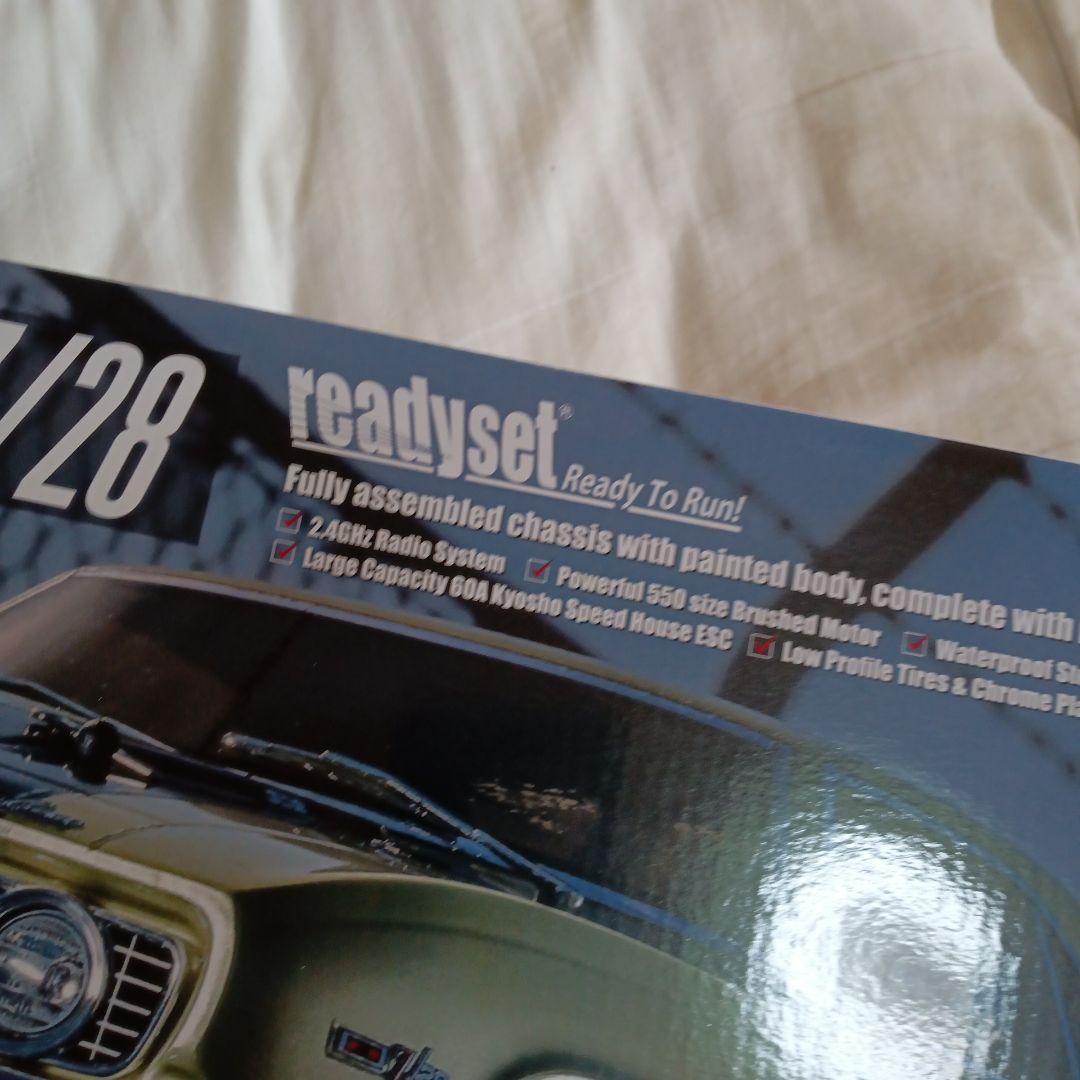 /28
readyset® Ready To Run!
Fully assembled chassis with painted body, complete with
2.4GHz Radio System Powerful 550 size Brushed Motor Waterproof
Large Capacity 60A Kyosho Speed House ESC Low Profile Tires & Chrome